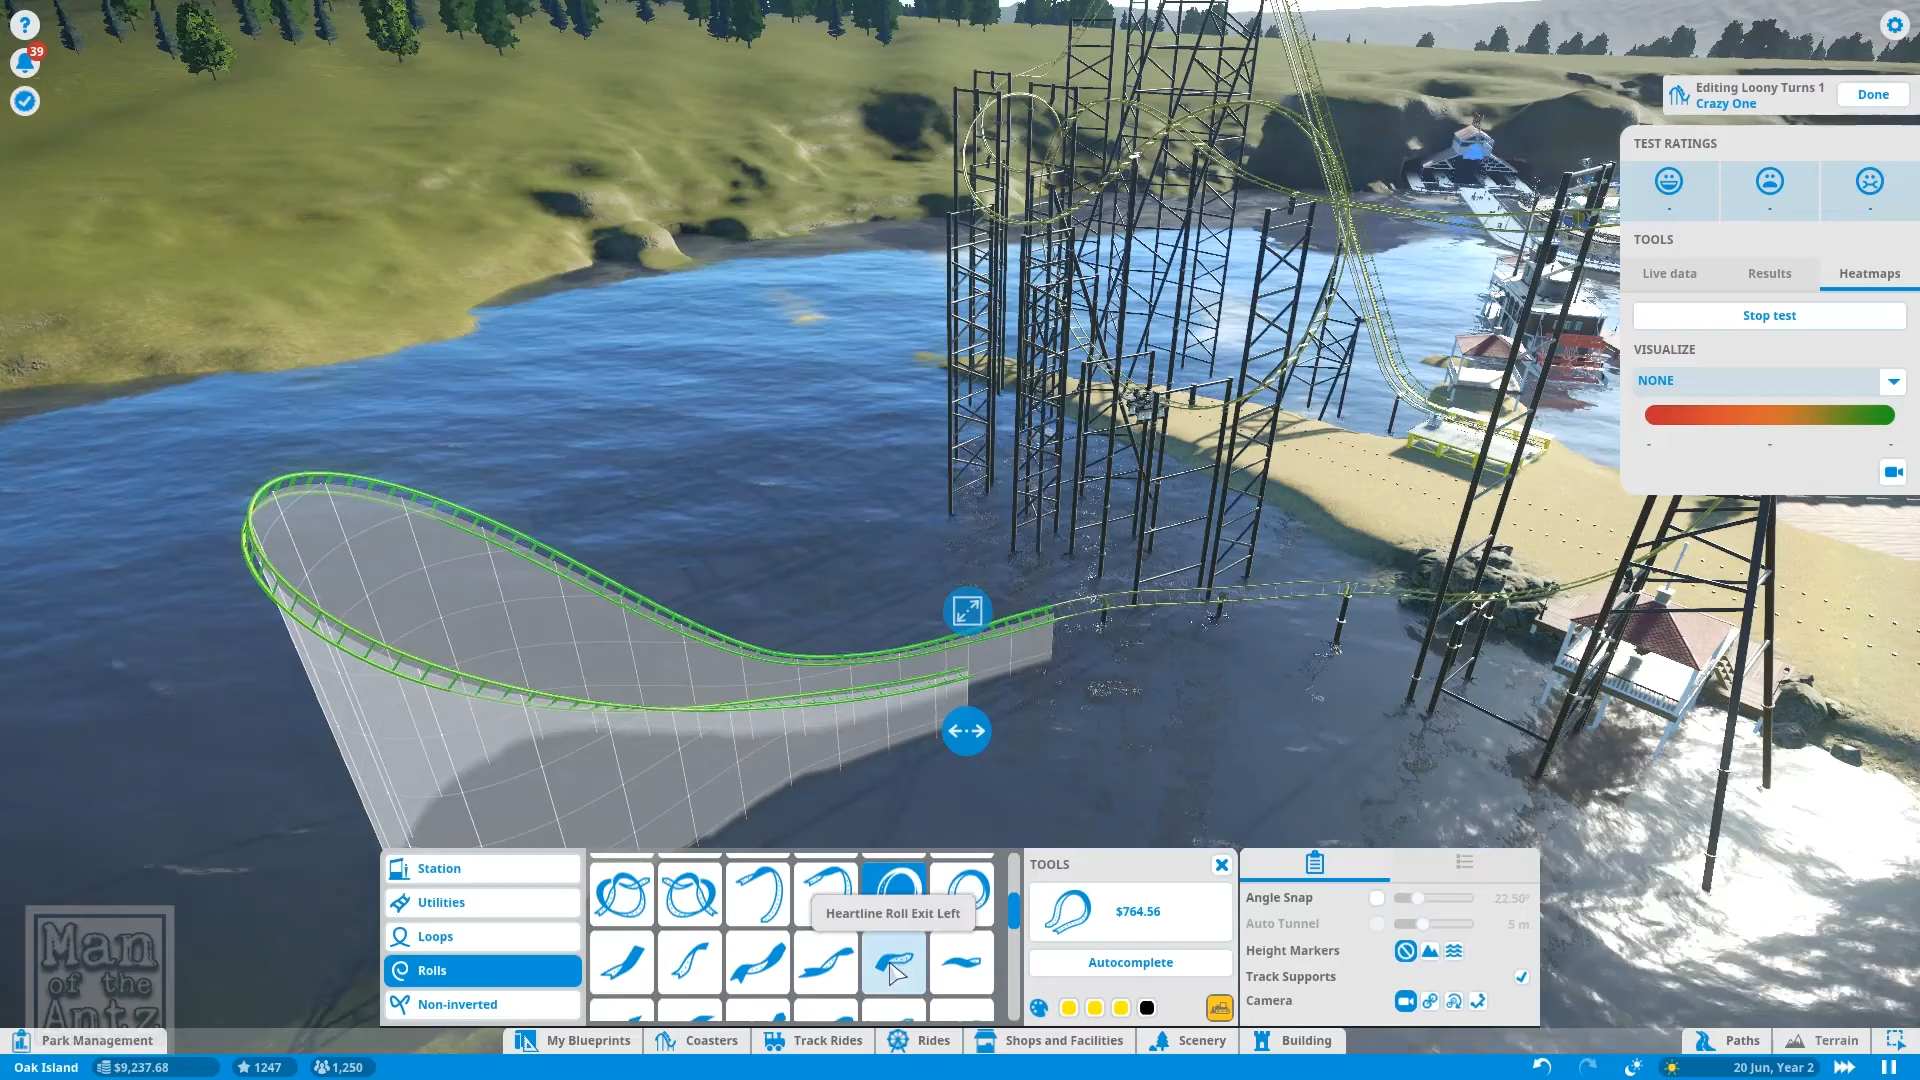 ?
39
Editing Loony Turns 1
Crazy One
Done
TEST RATINGS
- - -
TOOLS
Live data Results Heatmaps
Stop test
VISUALIZE
NONE
- - -
Station
Utilities
Loops
Rolls
Non-inverted
Heartline Roll Exit Left
TOOLS
$764.56
Autocomplete
Angle Snap 22.50°
Auto Tunnel 5 m
Height Markers
Track Supports
Camera
Man
of the
Antz
Park Management
My Blueprints Coasters Track Rides Rides Shops and Facilities Scenery Building
Paths Terrain
Oak Island $9,237.68 1247 1,250
20 Jun, Year 2